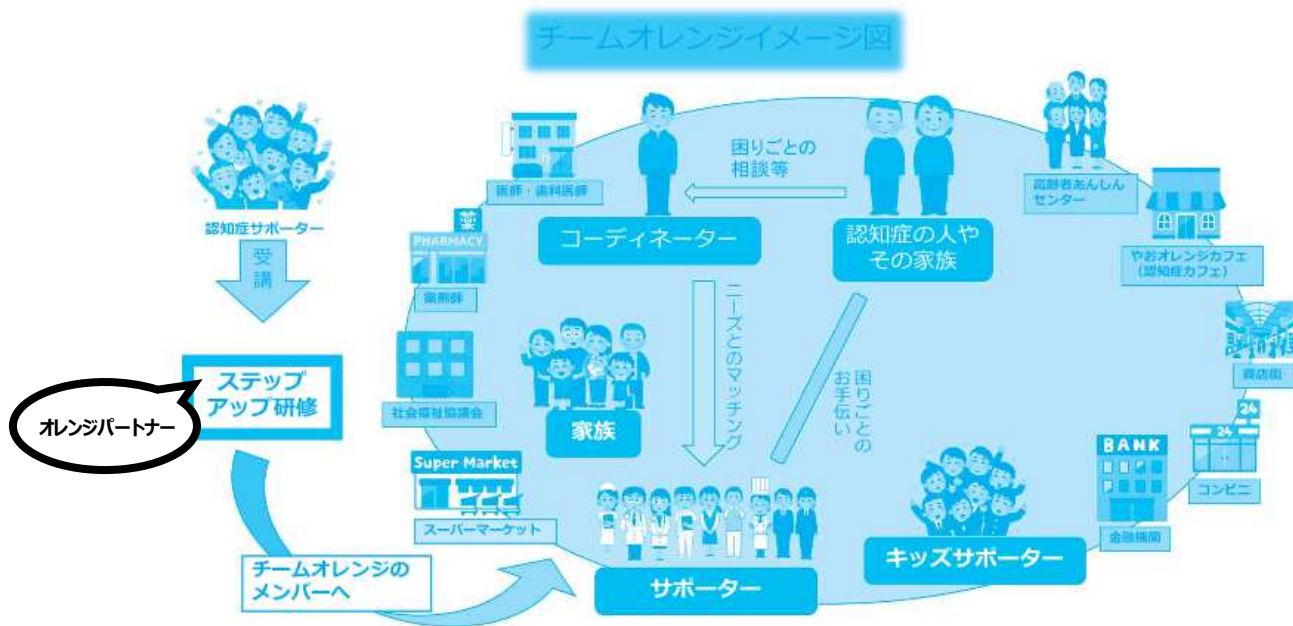 チームオレンジイメージ図
認知症サポーター
受講
ステップ
アップ研修
オレンジパートナー
チームオレンジの
メンバーへ
医師・歯科医師
薬
PHARMACY
薬剤師
社会福祉協議会
Super Market
スーパーマーケット
コーディネーター
困りごとの
相談等
認知症の人や
その家族
ニーズとのマッチング
困りごとの
お手伝い
家族
サポーター
キッズサポーター
高齢者あんしん
センター
やおオレンジカフェ
（認知症カフェ）
商店街
24
24
コンビニ
BANK
金融機関